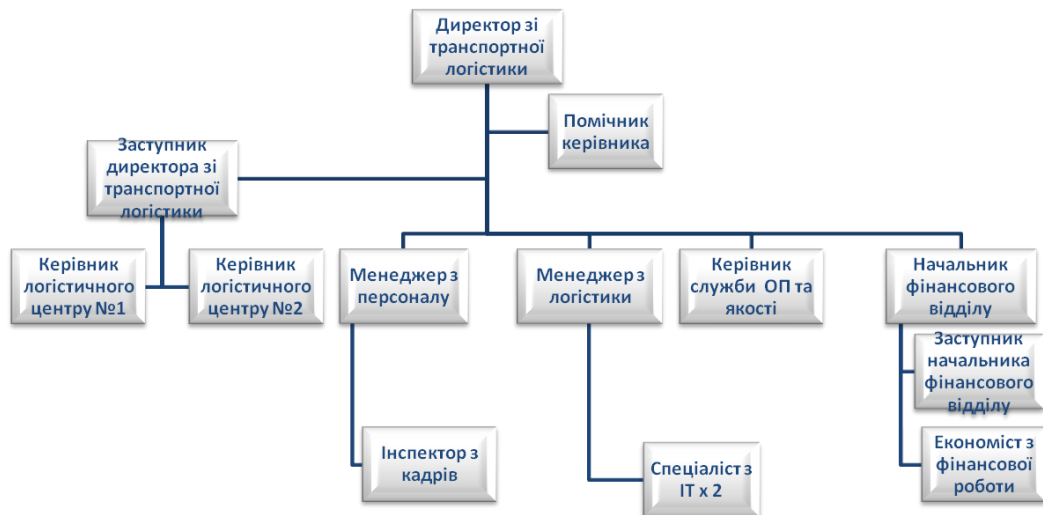 Директор зі
транспортної
логістики
Помічник
керівника
Заступник
директора зі
транспортної
логістики
Керівник
логістичного
центру №1
Керівник
логістичного
центру №2
Менеджер з
персоналу
Менеджер з
логістики
Керівник
служби ОП та
якості
Начальник
фінансового
відділу
Заступник
начальника
фінансового
відділу
Інспектор з
кадрів
Спеціаліст з
ІТ х 2
Економіст з
фінансової
роботи